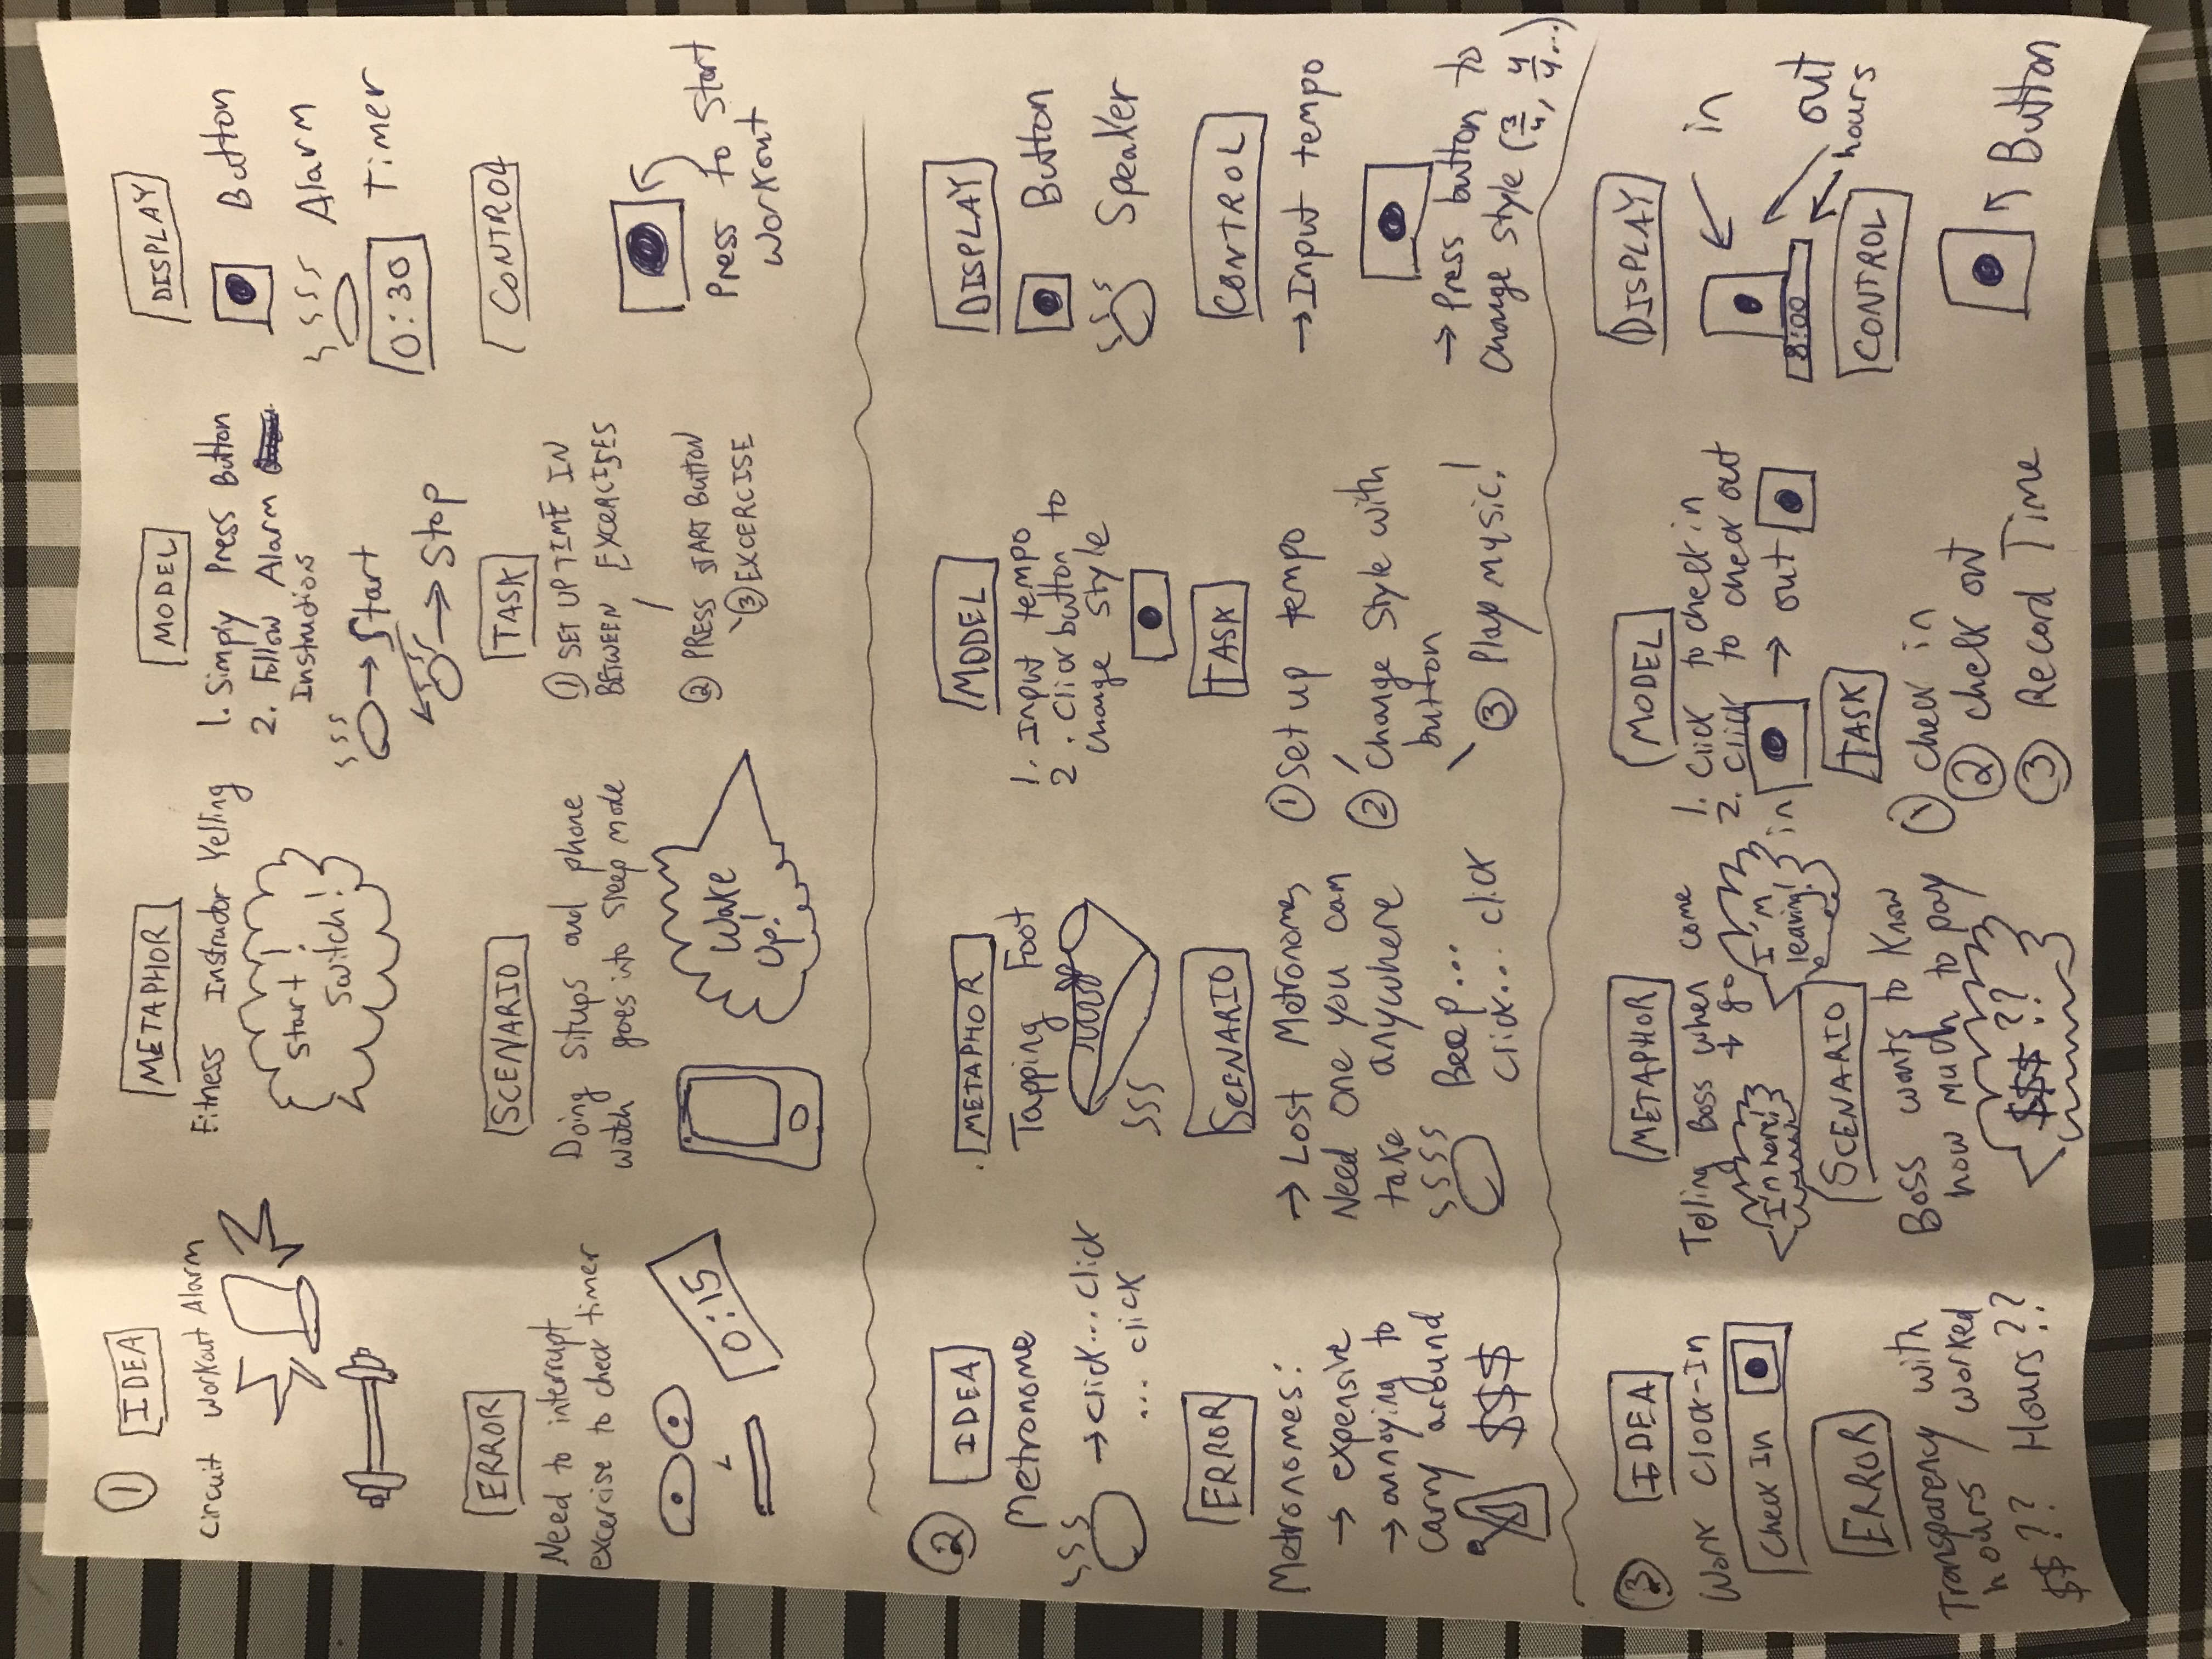 1
IDEA
Circuit Workout Alarm
METAPHOR
Fitness Instructor Yelling
Start!
Switch!
MODEL
1. Simply Press Button
2. Follow Alarm
Instructions
→ Start
→ Stop
DISPLAY
Button
Alarm
Timer
0:30
ERROR
Need to interrupt
excercise to check timer
0:15
SCENARIO
Doing Situps and phone
watch goes into sleep mode
Wake
Up!
TASK
① SET UP TIME IN
BETWEEN EXCERCISES
② PRESS START BUTTON
③ EXCERCISE
CONTROL
Press to Start
Workout
2
IDEA
Metronome
→ click... click
... click
METAPHOR
Tapping Foot
MODEL
1. Input tempo
2. Click button to
change style
DISPLAY
Button
Speaker
ERROR
Metronomes:
→ expensive
→ annoying to
carry around
$$$
SCENARIO
→ Lost Metronome,
Need one you can
take anywhere
Beep...
click... click
TASK
① Set up tempo
② Change Style with
button
③ Play music!
CONTROL
→ Input tempo
→ Press button to
Change style (3/4, 4/4...)
3
IDEA
Work Clock-In
Check In
METAPHOR
Telling Boss when come
+ go
I'm here!
I'm
leaving!
MODEL
1. Click to check in
2. Click to check out
in → out
DISPLAY
in
8:00
out
hours
ERROR
Transparency with
hours worked
$$?? Hours??
SCENARIO
Boss wants to know
how much to pay
$$$??
TASK
① check in
② check out
③ Record Time
CONTROL
Button